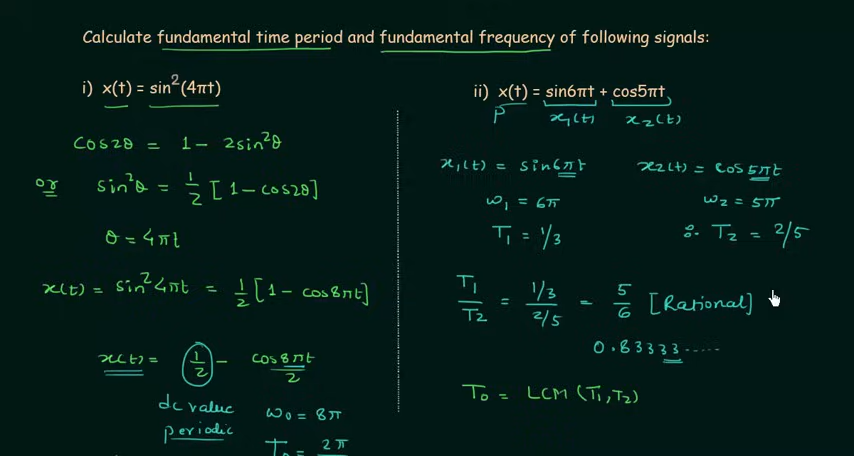 Calculate fundamental time period and fundamental frequency of following signals:
i) x(t) = sin²(4πt)
cos2θ = 1 - 2sin²θ
or sin²θ = 1/2 [1 - cos2θ]
θ = 4πt
x(t) = sin²4πt = 1/2 [1 - cos8πt]
x(t) = 1/2 - cos8πt/2
dc value
periodic
ω₀ = 8π
T₀ = 2π
ii) x(t) = sin6πt + cos5πt
P x₁(t) x₂(t)
x₁(t) = sin6πt x₂(t) = cos5πt
ω₁ = 6π ω₂ = 5π
T₁ = 1/3 ∴ T₂ = 2/5
T₁/T₂ = 1/3 / 2/5 = 5/6 [Rational]
0.83333.....
T₀ = LCM (T₁,T₂)